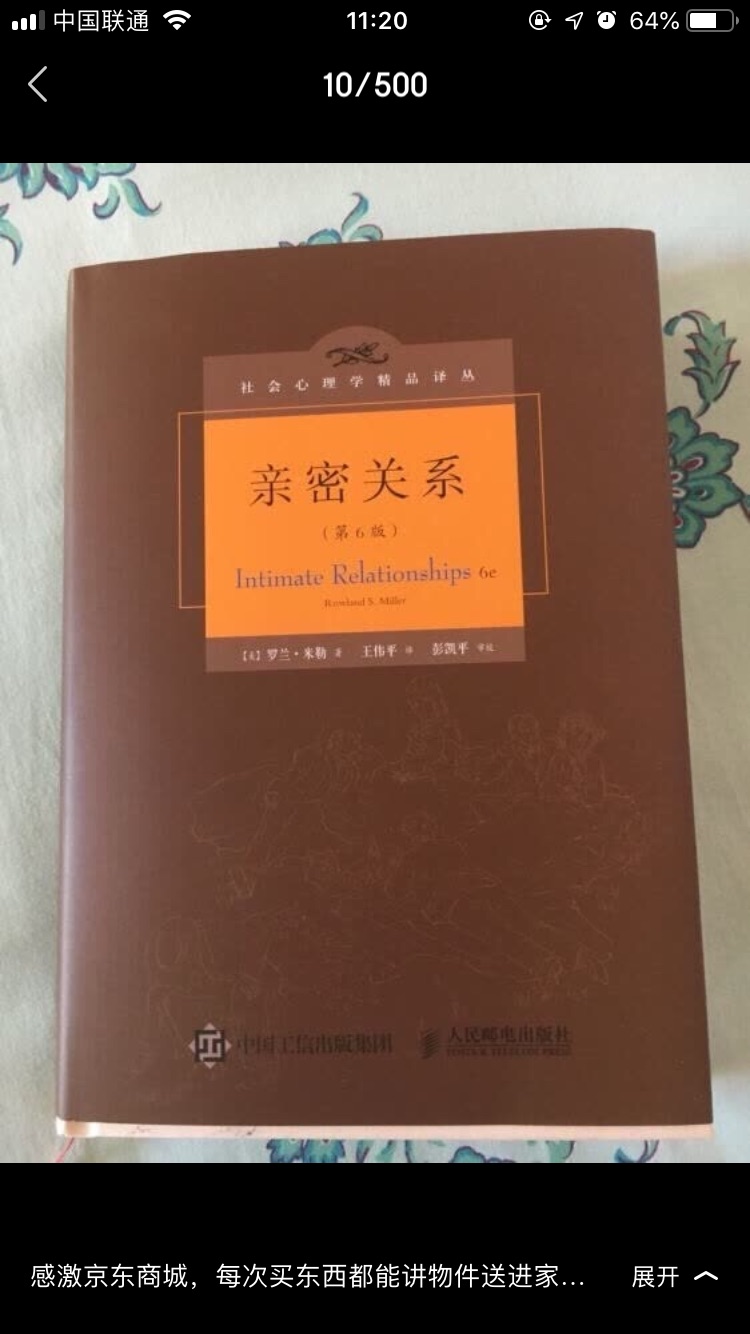 中国联通 11:20 64%
10/500
社会心理学精品译丛
亲密关系
（第6版）
Intimate Relationships 6e
Rowland S. Miller
【美】罗兰·米勒 著 王伟平 译 彭凯平 审校
中国工信出版集团 人民邮电出版社
POSTS & TELECOM PRESS
感激京东商城，每次买东西都能讲物件送进家...
展开